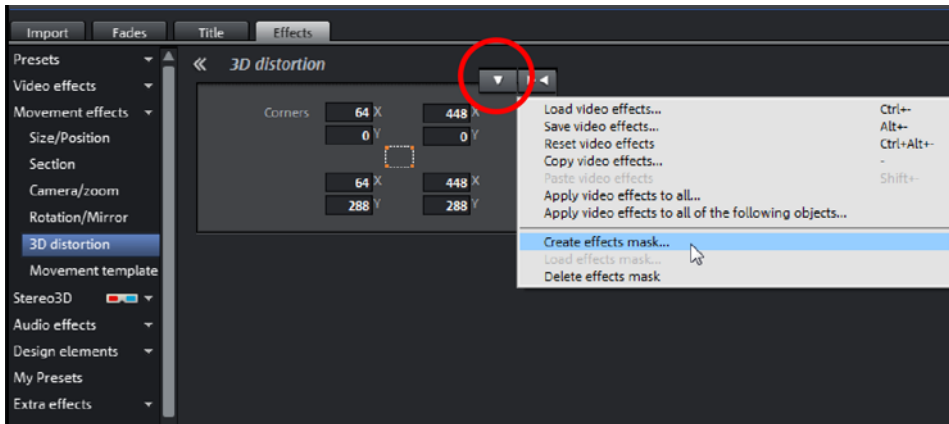 Import Fades Title Effects
Presets
Video effects
Movement effects
Size/Position
Section
Camera/zoom
Rotation/Mirror
3D distortion
Movement template
Stereo3D
Audio effects
Design elements
My Presets
Extra effects
3D distortion
Corners 64 X 448 X
0 Y 0 Y
64 X 448 X
288 Y 288 Y
Load video effects... Ctrl+-
Save video effects... Alt+-
Reset video effects Ctrl+Alt+-
Copy video effects... -
Paste video effects Shift+-
Apply video effects to all...
Apply video effects to all of the following objects...
Create effects mask...
Load effects mask...
Delete effects mask